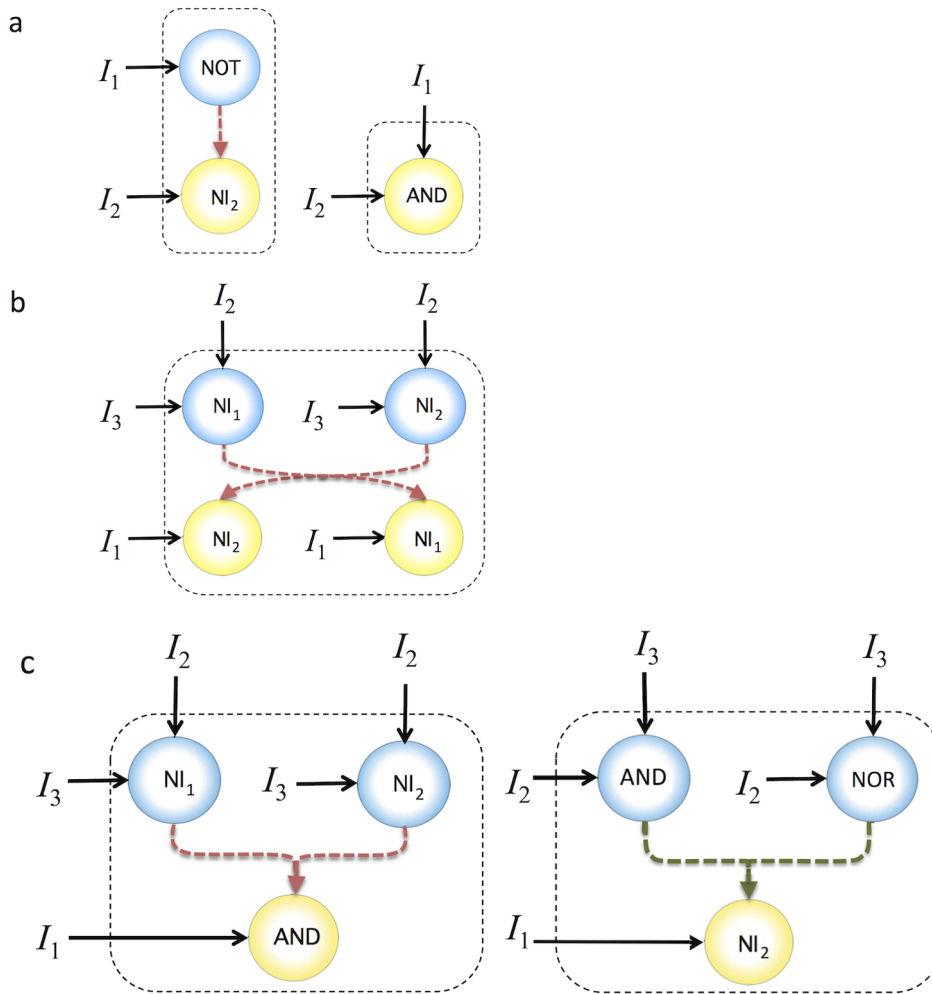 a
NOT
I₁
I₁
I₂
NI₂
I₂
AND
b
I₂
I₂
I₃
NI₁
I₃
NI₂
I₁
NI₂
I₁
NI₁
c
I₂
I₂
I₃
I₃
I₃
NI₁
I₃
NI₂
I₂
AND
I₂
NOR
I₁
AND
I₁
NI₂